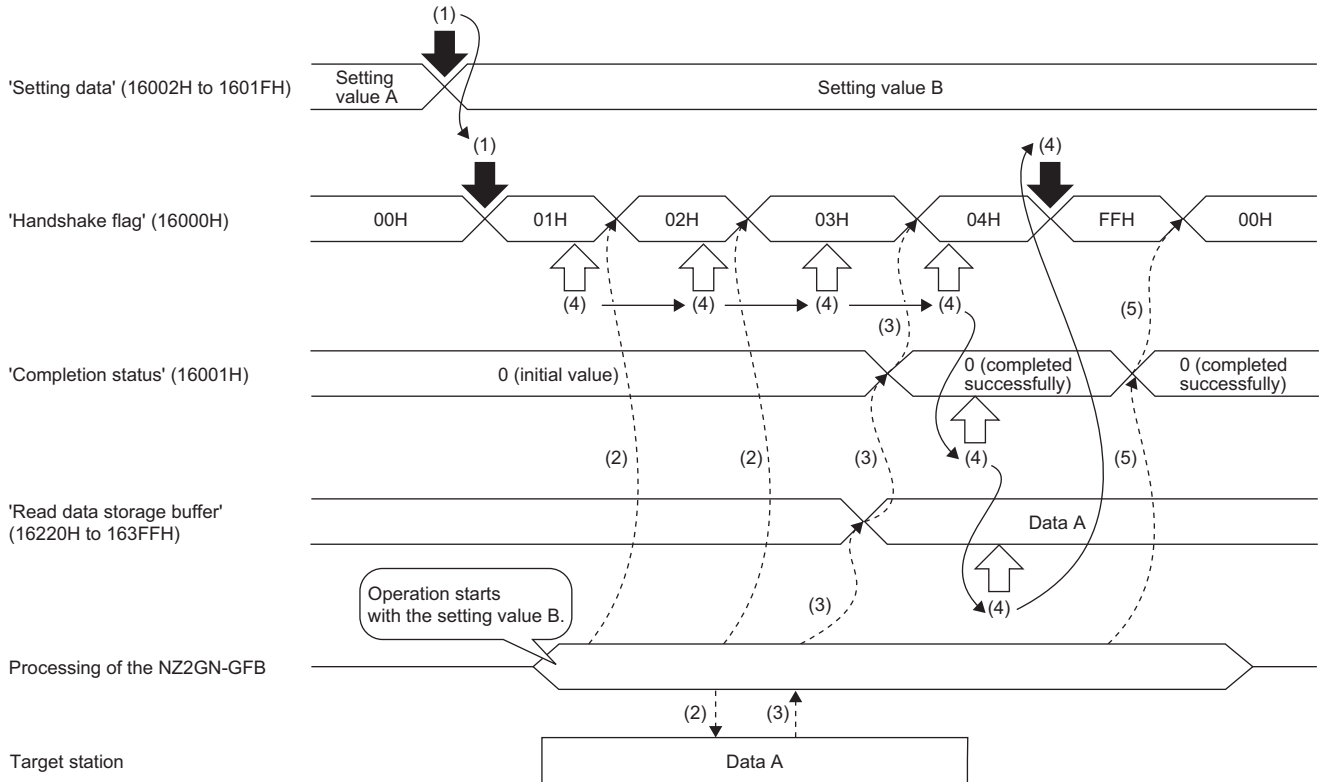 (1)
'Setting data' (16002H to 1601FH)
Setting
value A
Setting value B
(1)
(4)
'Handshake flag' (16000H)
00H
01H
02H
03H
04H
FFH
00H
(4)
(4)
(4)
(4)
(3)
(5)
'Completion status' (16001H)
0 (initial value)
0 (completed
successfully)
0 (completed
successfully)
(2)
(2)
(3)
(4)
(5)
'Read data storage buffer'
(16220H to 163FFH)
Data A
Operation starts
with the setting value B.
(3)
(4)
Processing of the NZ2GN-GFB
(2)
(3)
Target station
Data A